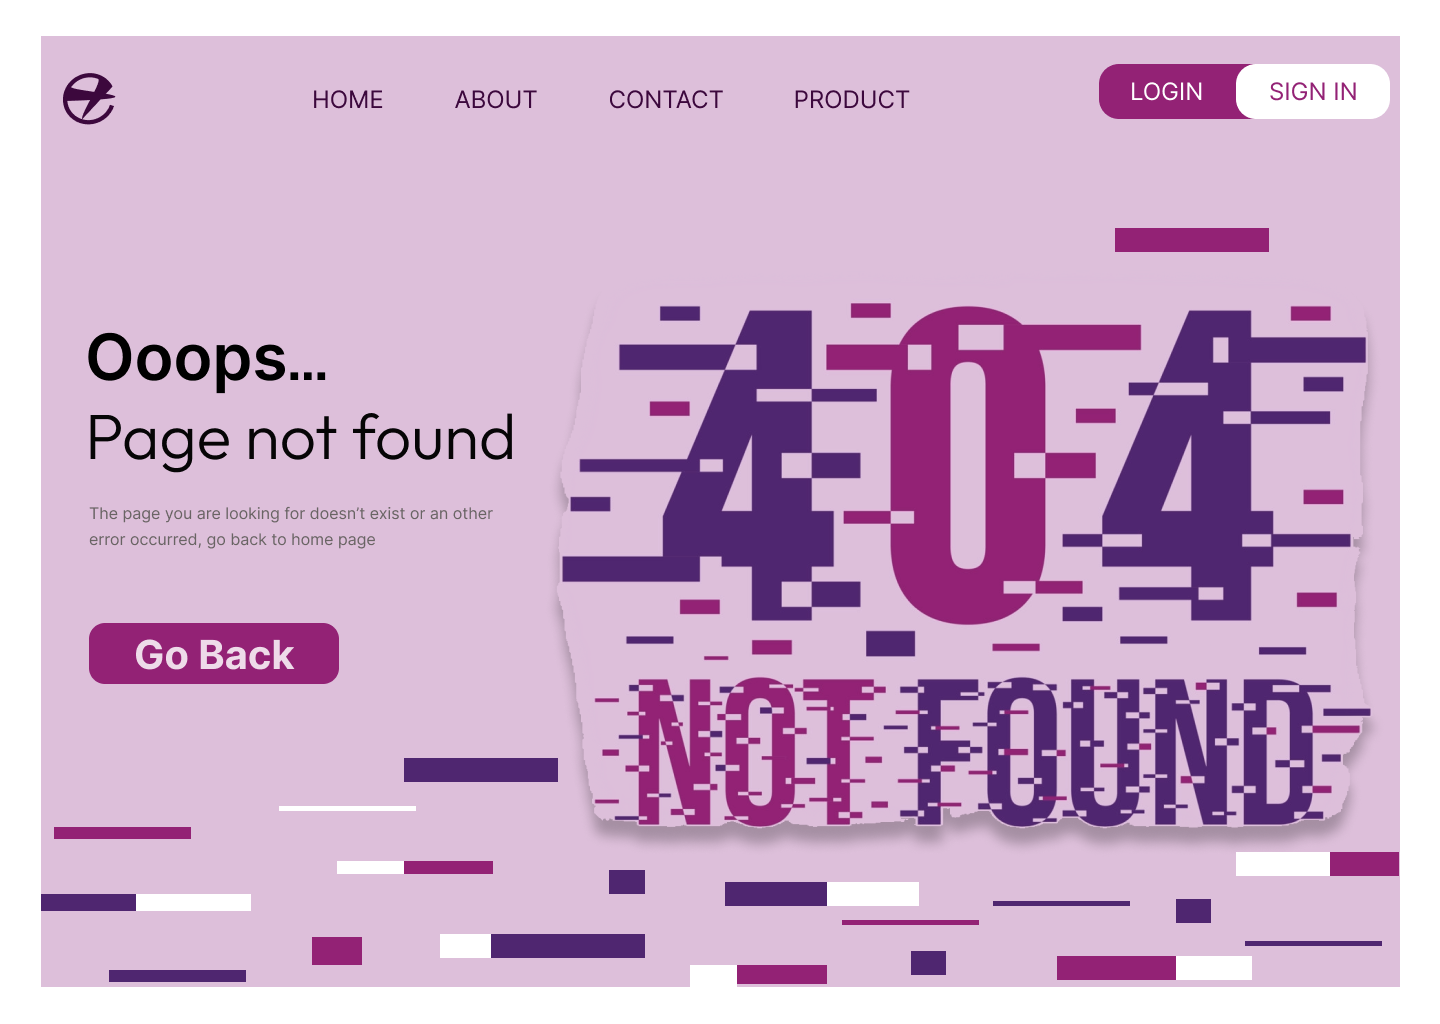 HOME ABOUT CONTACT PRODUCT LOGIN SIGN IN
Ooops...
Page not found
The page you are looking for doesn't exist or an other
error occurred, go back to home page
Go Back
404
NOT FOUND